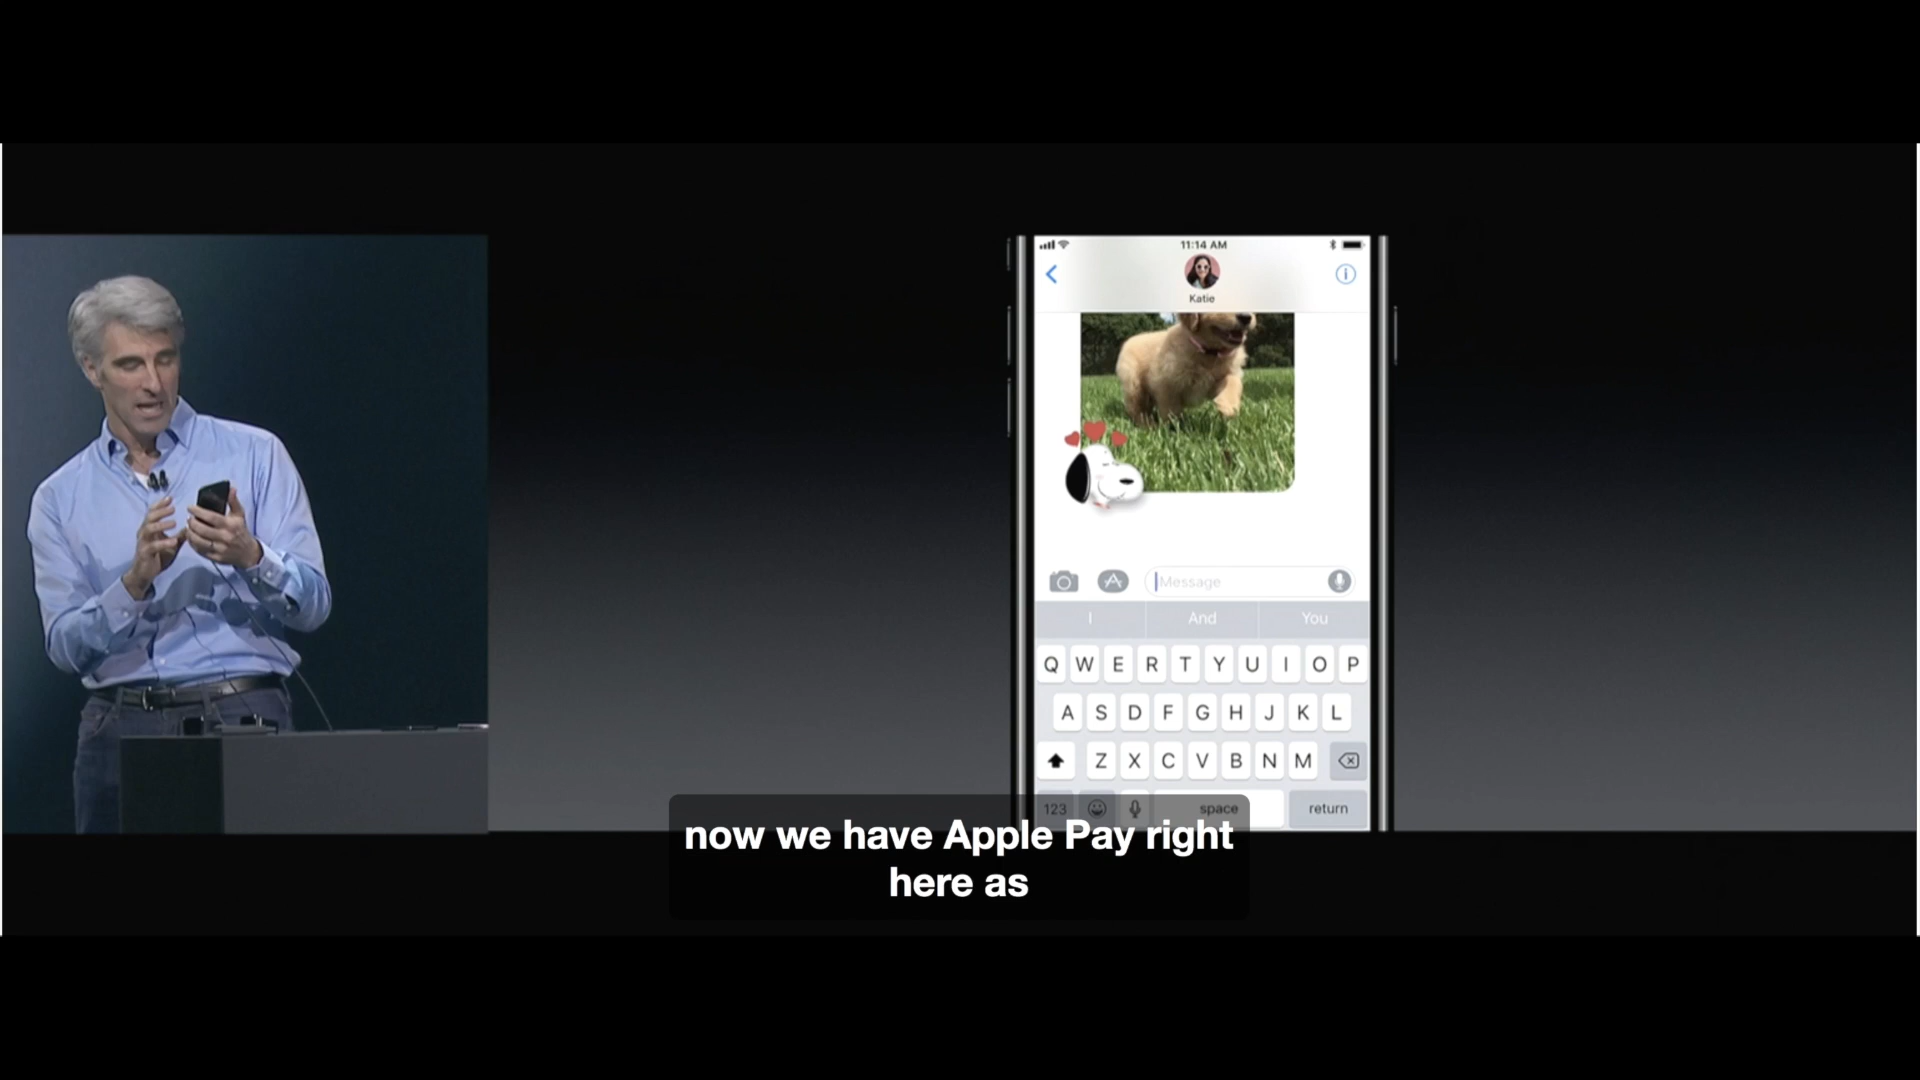 11:14 AM
Katie
Message
I And You
Q W E R T Y U I O P
A S D F G H J K L
Z X C V B N M
123 space return
now we have Apple Pay right
here as